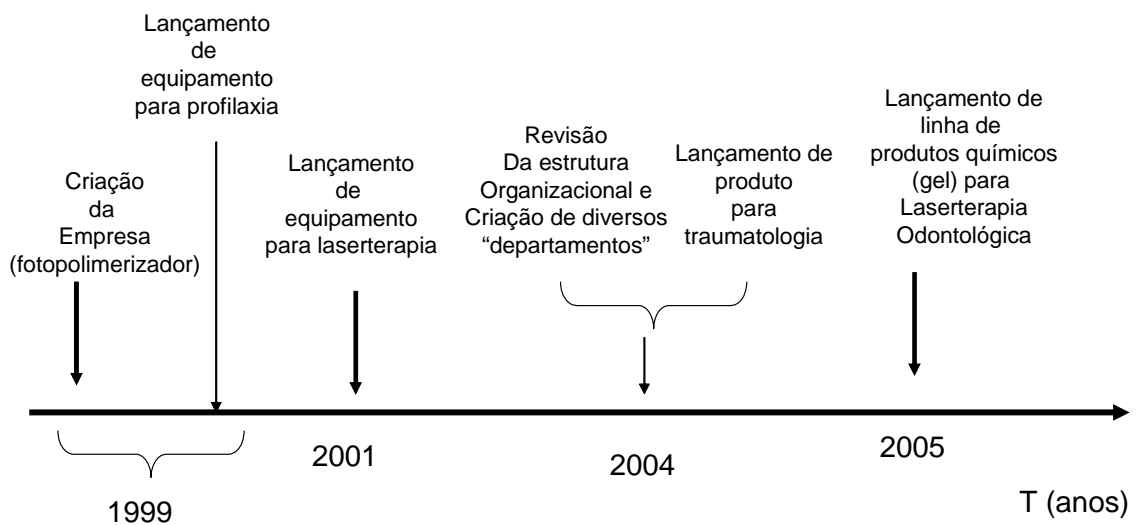 Lançamento
de
equipamento
para profilaxia
Criação
da
Empresa
(fotopolimerizador)
Lançamento
de
equipamento
para laserterapia
Revisão
Da estrutura
Organizacional e
Criação de diversos
“departamentos”
Lançamento de
produto
para
traumatologia
Lançamento de
linha de
produtos químicos
(gel) para
Laserterapia
Odontológica
1999
2001
2004
2005
T (anos)